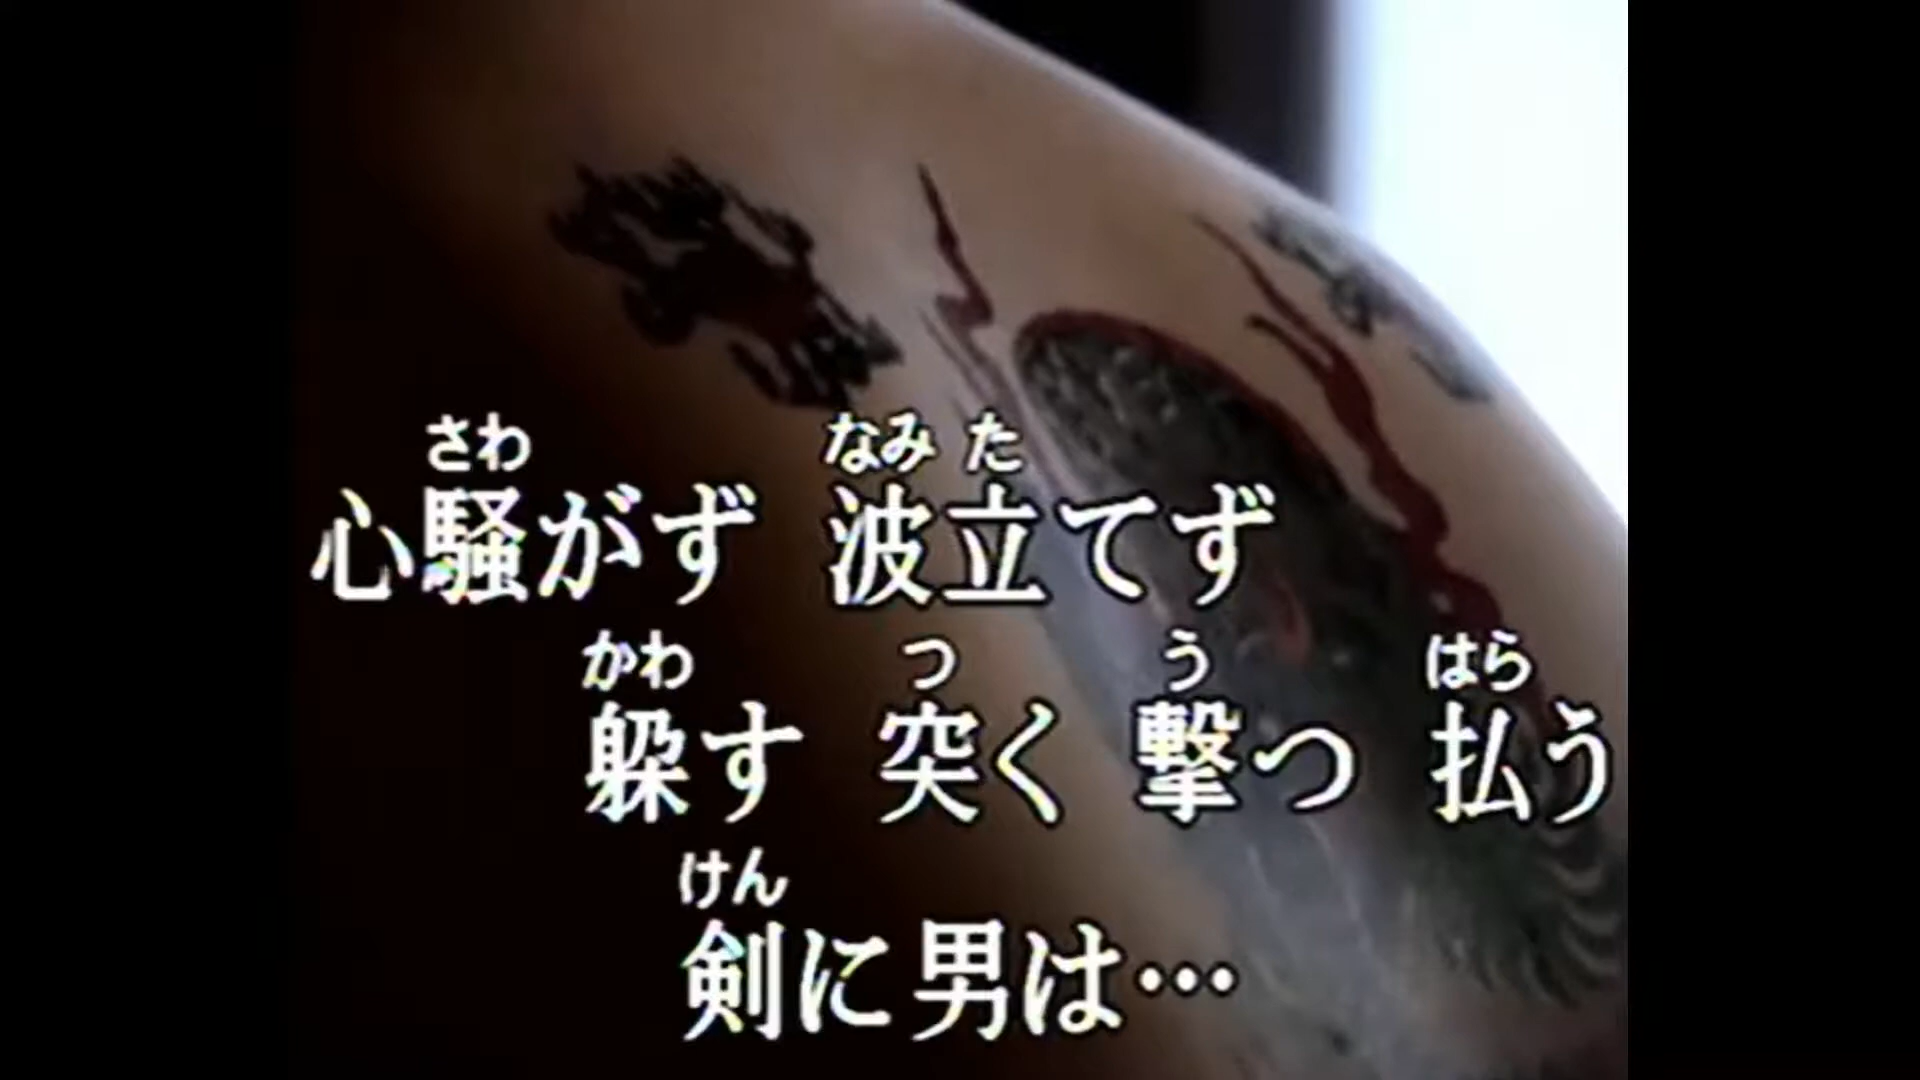 さわ なみ た
心騒がず 波立てず
かわ つ う はら
躱す 突く 撃つ 払う
けん
剣に男は…